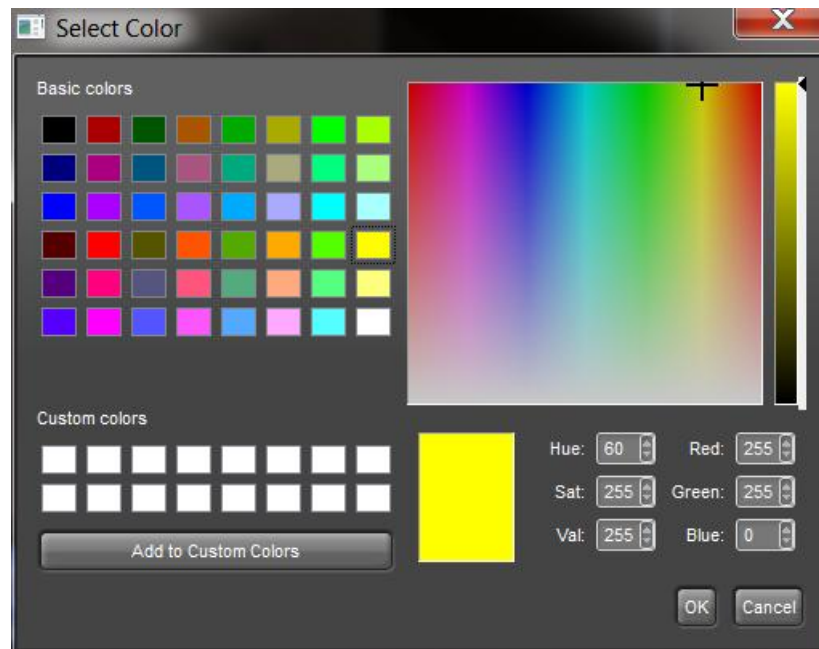 Select Color
Basic colors
Custom colors
Add to Custom Colors
Hue: 60 Red: 255
Sat: 255 Green: 255
Val: 255 Blue: 0
OK Cancel